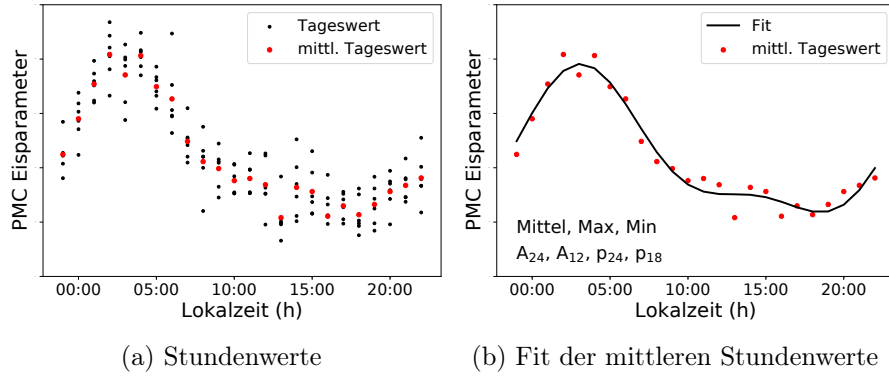 Tageswert
mittl. Tageswert
PMC Eisparameter
00:00 05:00 10:00 15:00 20:00
Lokalzeit (h)
(a) Stundenwerte
Fit
mittl. Tageswert
PMC Eisparameter
Mittel, Max, Min
A₂₄, A₁₂, p₂₄, p₁₈
00:00 05:00 10:00 15:00 20:00
Lokalzeit (h)
(b) Fit der mittleren Stundenwerte